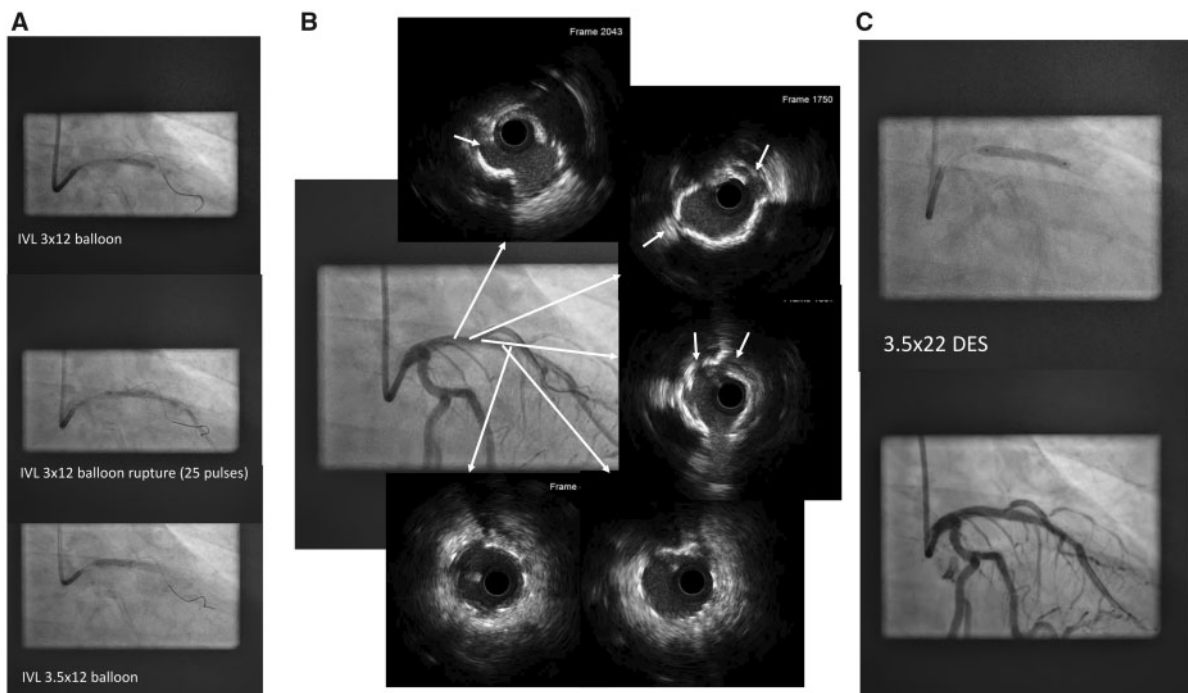 A
IVL 3x12 balloon
IVL 3x12 balloon rupture (25 pulses)
IVL 3.5x12 balloon
B
Frame 2043
Frame 1750
Frame
C
3.5x22 DES